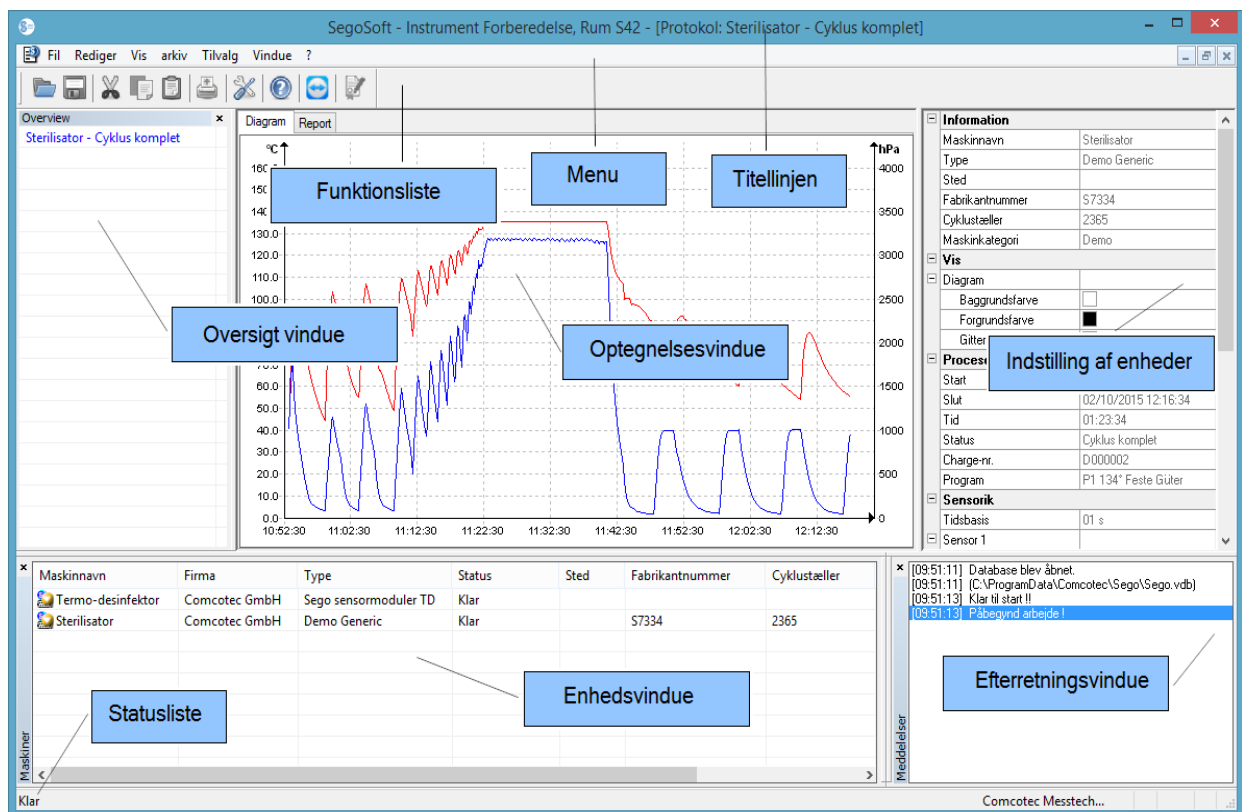 SegoSoft - Instrument Forberedelse, Rum S42 - [Protokol: Sterilisator - Cyklus komplet]
Fil Rediger Vis arkiv Tilvalg Vindue ?
Overview
Sterilisator - Cyklus komplet
Diagram Report
°C
hPa
130.0
120.0
110.0
100.0
60.0
50.0
40.0
30.0
20.0
10.0
0.0
4000
3500
3000
2500
2000
1500
1000
500
0
10:52:30 11:02:30 11:12:30 11:22:30 11:32:30 11:42:30 11:52:30 12:02:30 12:12:30
Funktionsliste
Menu
Titellinjen
Oversigt vindue
Optegnelsesvindue
Indstilling af enheder
Information
Maskinnavn Sterilisator
Type Demo Generic
Sted
Fabrikantnummer S7334
Cyklustæller 2365
Maskinkategori Demo
Vis
Diagram
Baggrundsfarve
Forgrundsfarve
Gitter
Start
Slut 02/10/2015 12:16:34
Tid 01:23:34
Status Cyklus komplet
Charge-nr. D000002
Program P1 134° Feste Güter
Sensorik
Tidsbasis 01 s
Sensor 1
Maskiner
Maskinnavn Firma Type Status Sted Fabrikantnummer Cyklustæller
Termo-desinfektor Comcotec GmbH Sego sensormoduler TD Klar
Sterilisator Comcotec GmbH Demo Generic Klar S7334 2365
Enhedsvindue
Statusliste
Meddelelser
[09:51:11] Database blev åbnet.
[09:51:11] (C:\ProgramData\Comcotec\Sego\Sego.vdb)
[09:51:13] Klar til start !!
[09:51:13] Påbegynd arbejde !
Efterretningsvindue
Klar
Comcotec Messtech...